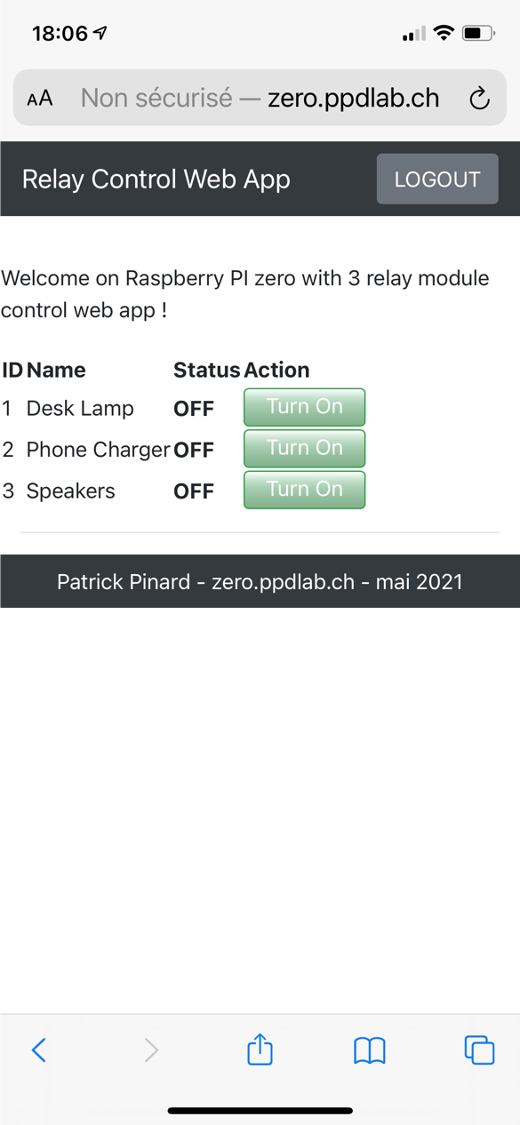 18:06
AA Non sécurisé — zero.ppdlab.ch
Relay Control Web App LOGOUT
Welcome on Raspberry PI zero with 3 relay module
control web app !
ID Name Status Action
1 Desk Lamp OFF Turn On
2 Phone Charger OFF Turn On
3 Speakers OFF Turn On
Patrick Pinard - zero.ppdlab.ch - mai 2021